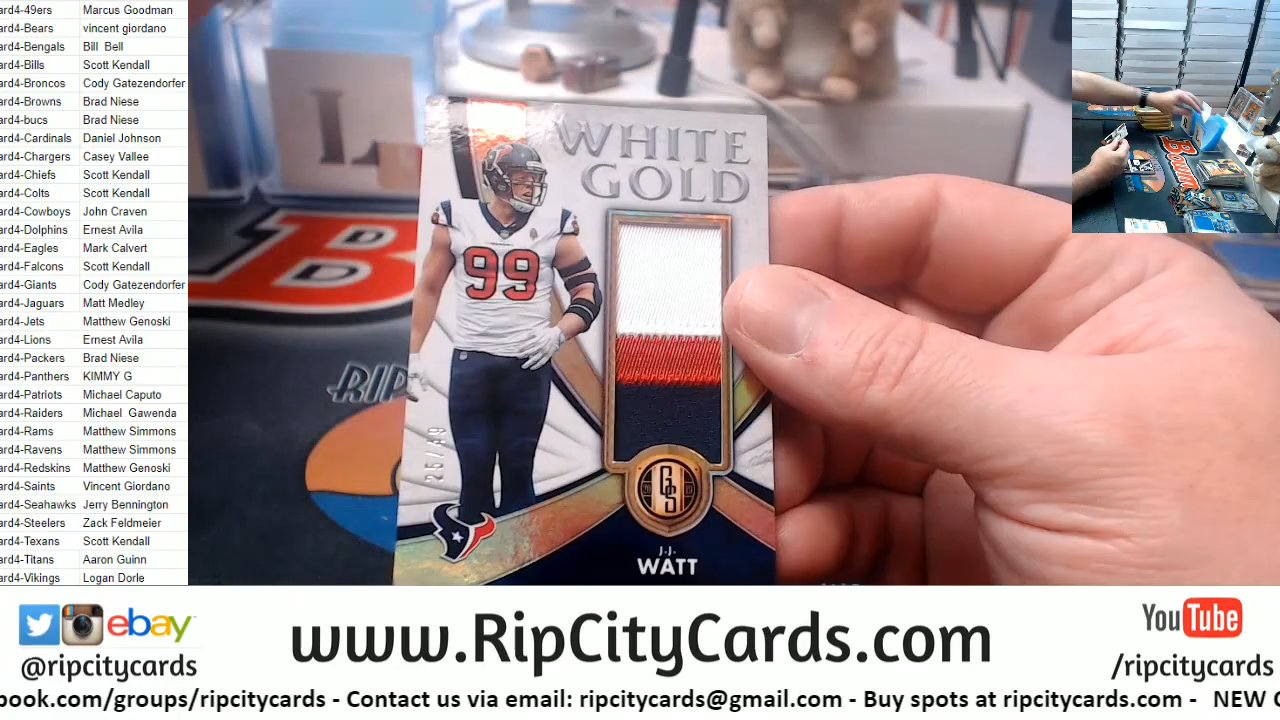 ard4-49ers Marcus Goodman
ard4-Bears vincent giordano
ard4-Bengals Bill Bell
ard4-Bills Scott Kendall
ard4-Broncos Cody Gatezendorfer
ard4-Browns Brad Niese
ard4-bucs Brad Niese
ard4-Cardinals Daniel Johnson
ard4-Chargers Casey Vallee
ard4-Chiefs Scott Kendall
ard4-Colts Scott Kendall
ard4-Cowboys John Craven
ard4-Dolphins Ernest Avila
ard4-Eagles Mark Calvert
ard4-Falcons Scott Kendall
ard4-Giants Cody Gatezendorfer
ard4-Jaguars Matt Medley
ard4-Jets Matthew Genoski
ard4-Lions Ernest Avila
ard4-Packers Brad Niese
ard4-Panthers KIMMY G
ard4-Patriots Michael Caputo
ard4-Raiders Michael Gawenda
ard4-Rams Matthew Simmons
ard4-Ravens Matthew Simmons
ard4-Redskins Matthew Genoski
ard4-Saints Vincent Giordano
ard4-Seahawks Jerry Bennington
ard4-Steelers Zack Feldmeier
ard4-Texans Scott Kendall
ard4-Titans Aaron Guinn
ard4-Vikings Logan Dorle
WHITE
GOLD
99
25/49
GS
J.J.
WATT
RIP
B
ebay
@ripcitycards
www.RipCityCards.com
YouTube
/ripcitycards
book.com/groups/ripcitycards - Contact us via email: ripcitycards@gmail.com - Buy spots at ripcitycards.com - NEW